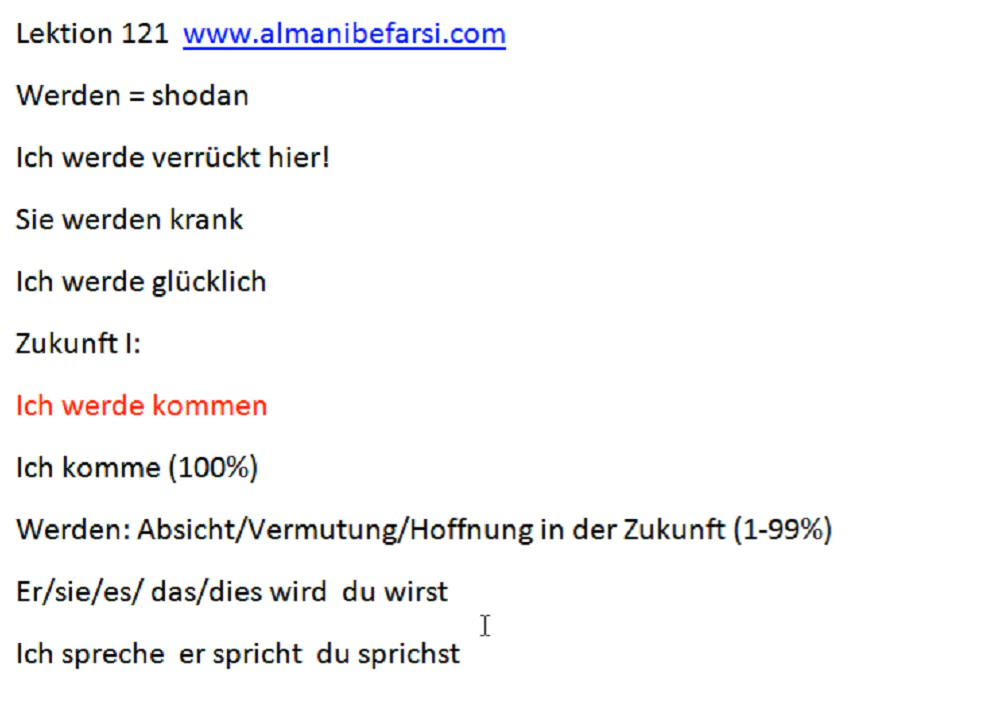 Lektion 121 www.almanibefarsi.com
Werden = shodan
Ich werde verrückt hier!
Sie werden krank
Ich werde glücklich
Zukunft I:
Ich werde kommen
Ich komme (100%)
Werden: Absicht/Vermutung/Hoffnung in der Zukunft (1-99%)
Er/sie/es/ das/dies wird du wirst
Ich spreche er spricht du sprichst